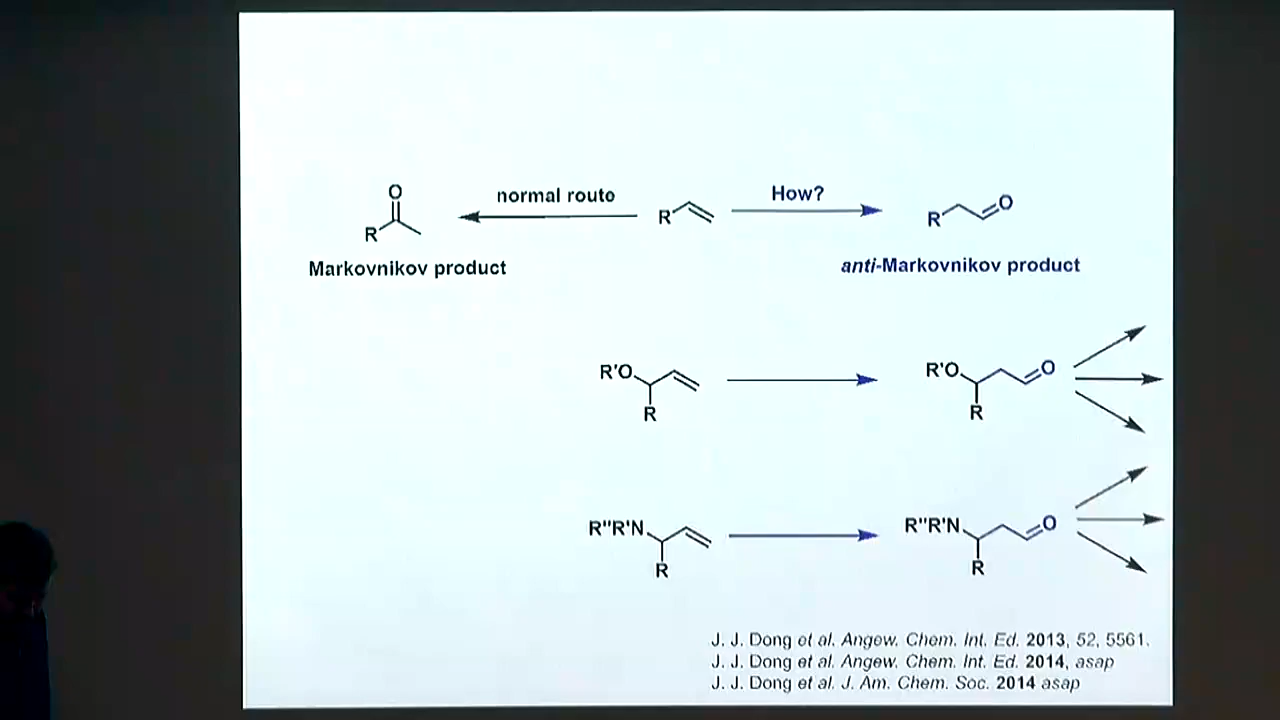 normal route
How?
O
R
R
R
O
Markovnikov product
anti-Markovnikov product
R'O
R
R'O
O
R
R"R'N
R
R"R'N
O
R
J. J. Dong et al. Angew. Chem. Int. Ed. 2013, 52, 5561.
J. J. Dong et al. Angew. Chem. Int. Ed. 2014, asap
J. J. Dong et al. J. Am. Chem. Soc. 2014 asap